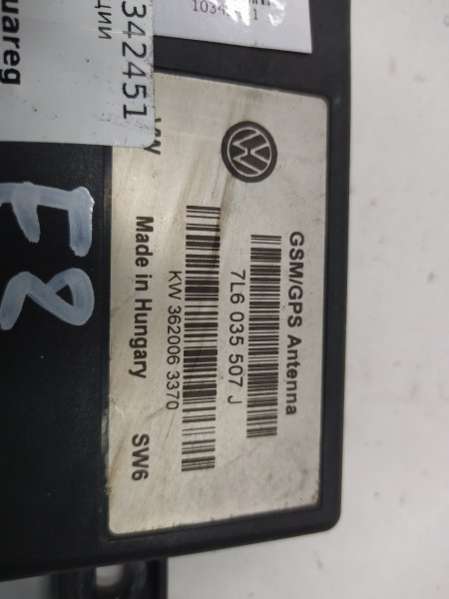 GSM/GPS Antenna
7L6 035 507 J
KW 362006 3370
Made in Hungary
SW6
342451
uareg
F8